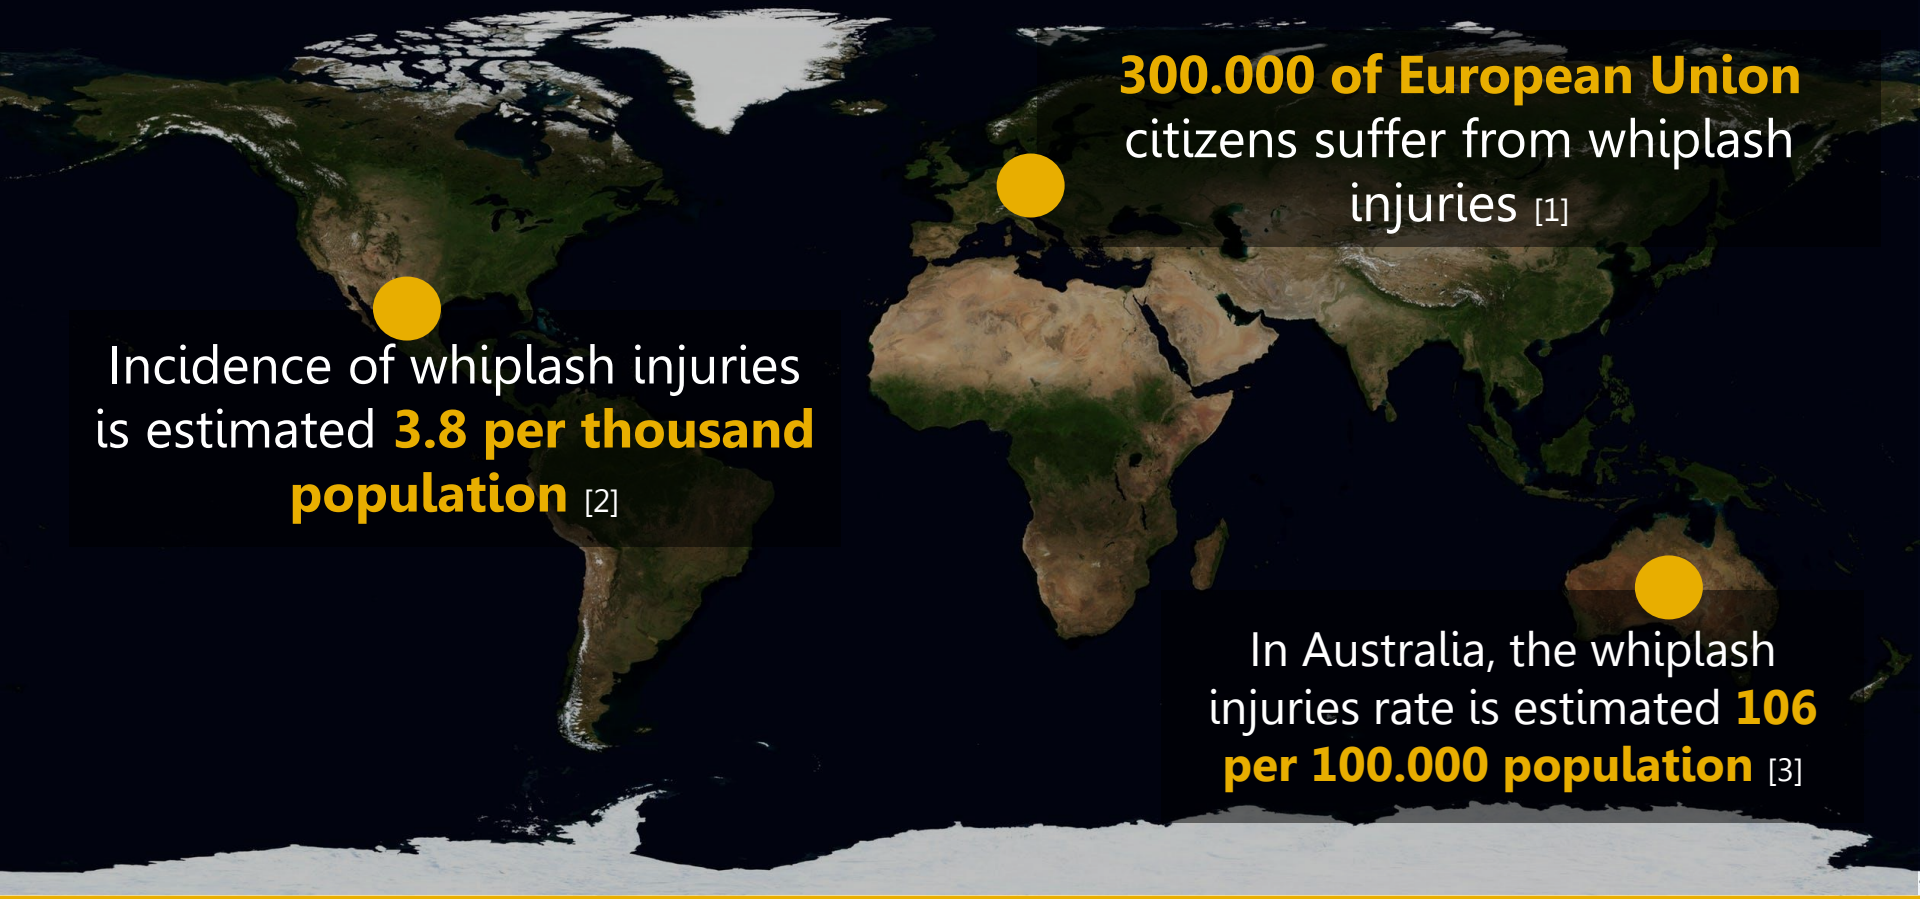 300.000 of European Union
citizens suffer from whiplash
injuries [1]
Incidence of whiplash injuries
is estimated 3.8 per thousand
population [2]
In Australia, the whiplash
injuries rate is estimated 106
per 100.000 population [3]